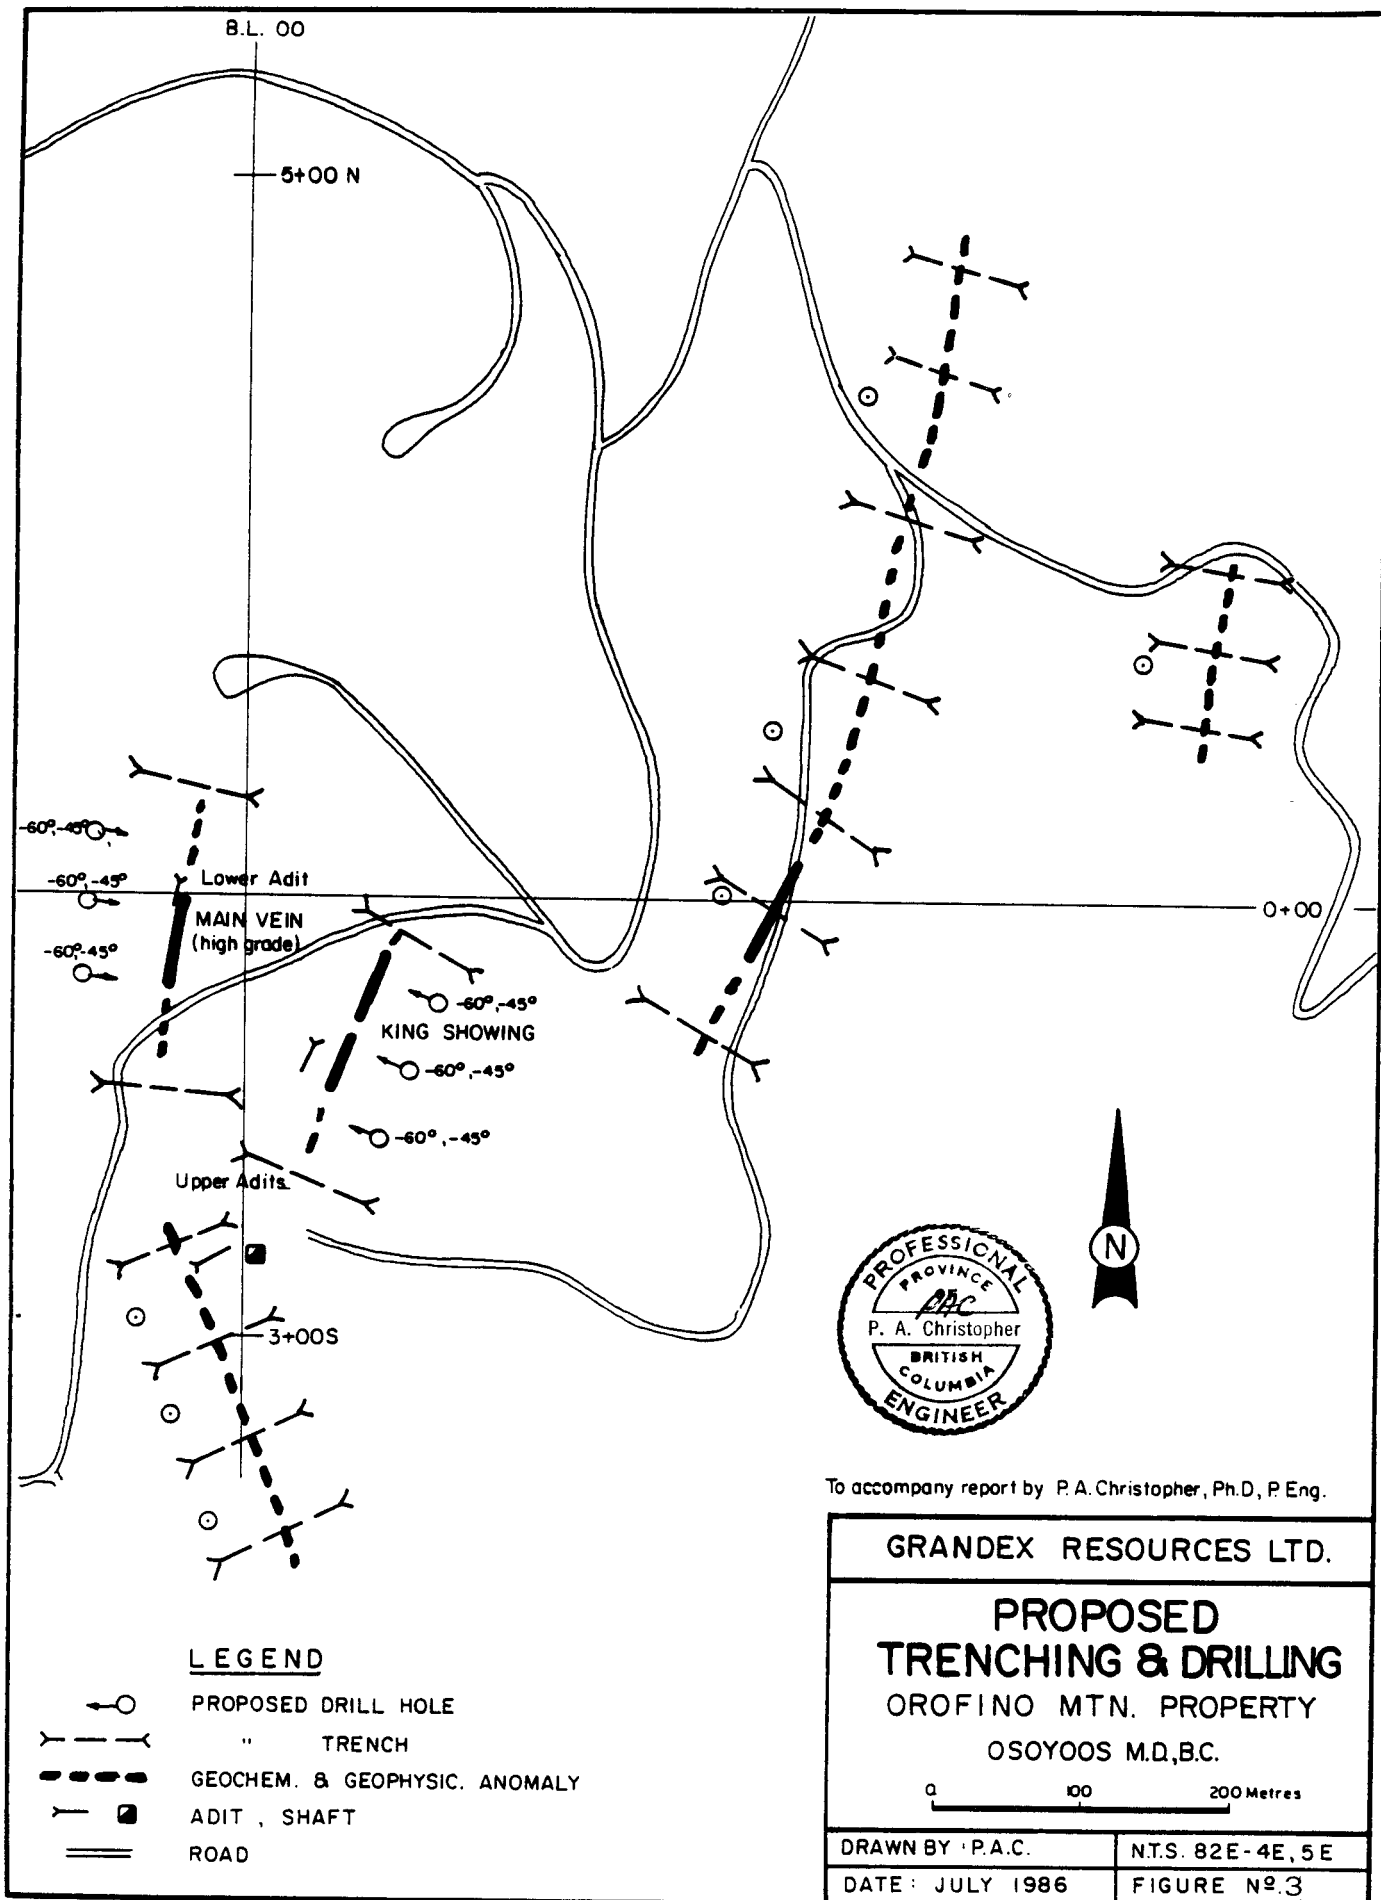 B.L. 00
5+00 N
-60°,-45°
-60°,-45°
Lower Adit
MAIN VEIN
(high grade)
0+00
-60°,-45°
-60°,-45°
KING SHOWING
-60°,-45°
-60°,-45°
Upper Adits
3+00S
N
PROFESSIONAL
PROVINCE
OF
PAC
P. A. Christopher
BRITISH
COLUMBIA
ENGINEER
To accompany report by P. A. Christopher, Ph.D, P. Eng.
GRANDEX RESOURCES LTD.
PROPOSED
TRENCHING & DRILLING
OROFINO MTN. PROPERTY
OSOYOOS M.D., B.C.
0 100 200 Metres
DRAWN BY : P.A.C.
N.T.S. 82E-4E, 5E
DATE : JULY 1986
FIGURE Nº. 3
LEGEND
PROPOSED DRILL HOLE
" TRENCH
GEOCHEM. & GEOPHYSIC. ANOMALY
ADIT , SHAFT
ROAD